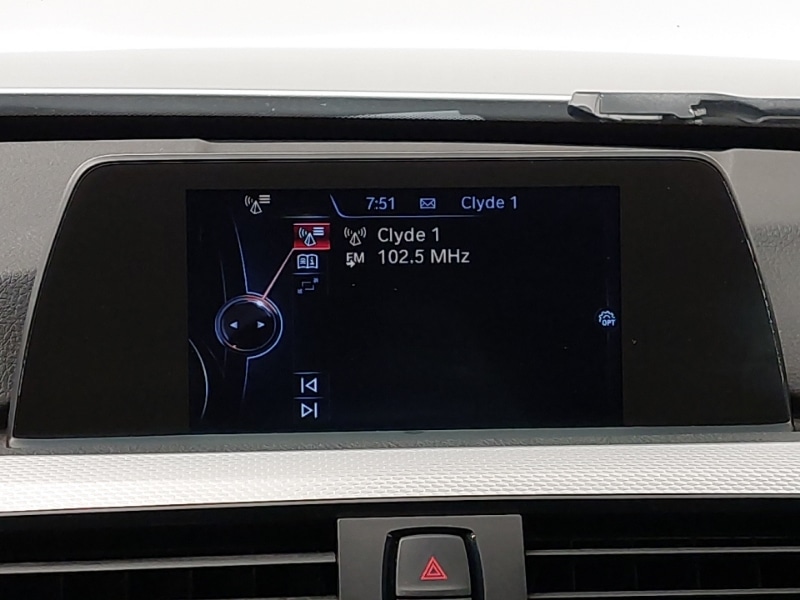 7:51 Clyde 1
Clyde 1
FM 102.5 MHz
OPT